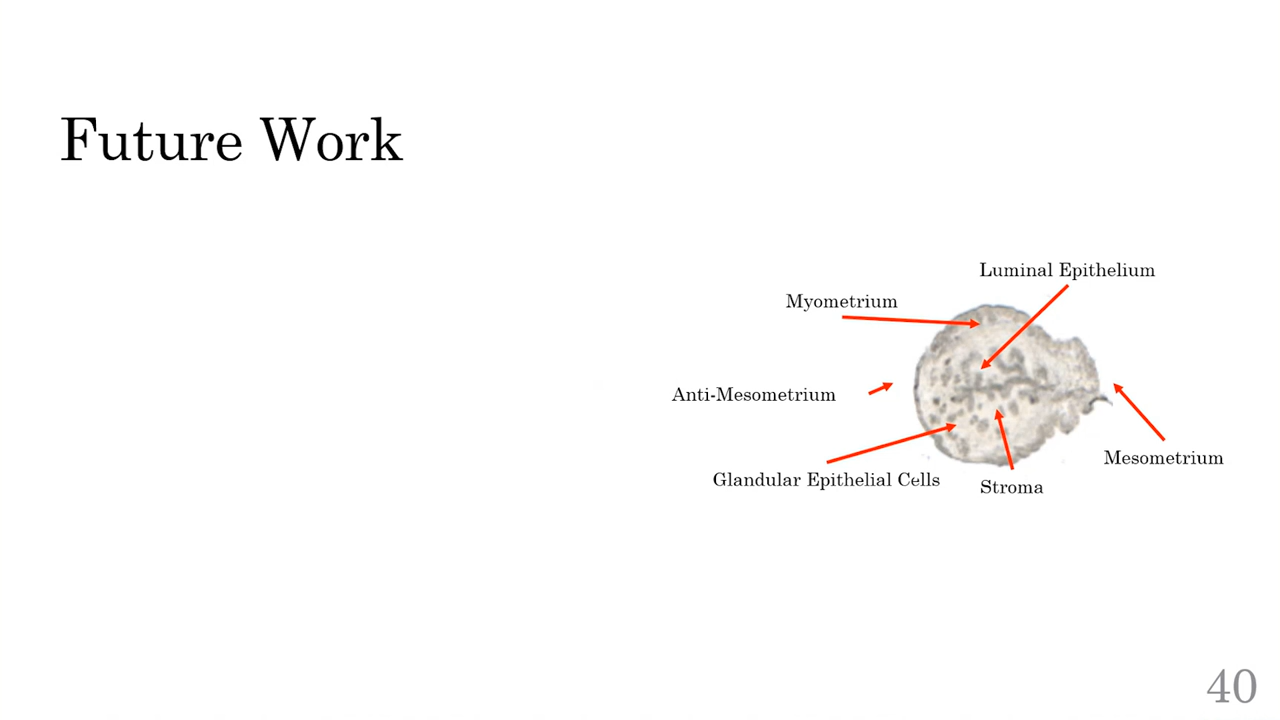 Future Work
Luminal Epithelium
Myometrium
Anti-Mesometrium
Mesometrium
Glandular Epithelial Cells
Stroma
40